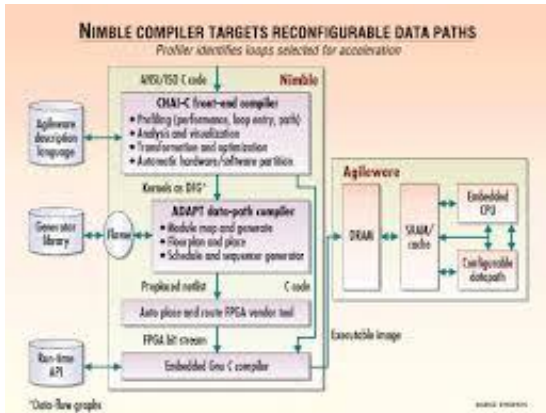 NIMBLE COMPILER TARGETS RECONFIGURABLE DATA PATHS
Profiler identifies loops selected for acceleration
ANSI/ISO C code
Nimble
CHAI-C front-end compiler
• Profiling (performance, loop entry, path)
• Analysis and visualization
• Transformation and optimization
• Automatic hardware/software partition
Agileware
description
language
Kernels as DFG*
ADAPT data-path compiler
• Module map and generate
• Floorplan and place
• Schedule and sequencer generator
Generator
library
Agileware
DRAM
SRAM/
cache
Embedded
CPU
Configurable
datapath
Preplaced netlist
C code
Auto place and route FPGA vendor tool
FPGA bit stream
Executable image
Run-time
API
Embedded Gnu C compiler
*Data-flow graphs